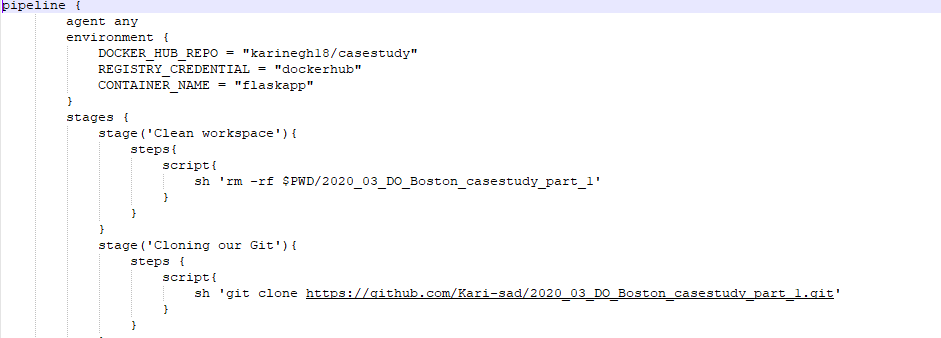 pipeline {
agent any
environment {
DOCKER_HUB_REPO = "karinegh18/casestudy"
REGISTRY_CREDENTIAL = "dockerhub"
CONTAINER_NAME = "flaskapp"
}
stages {
stage('Clean workspace'){
steps{
script{
sh 'rm -rf $PWD/2020_03_DO_Boston_casestudy_part_1'
}
}
}
stage('Cloning our Git'){
steps {
script{
sh 'git clone https://github.com/Kari-sad/2020_03_DO_Boston_casestudy_part_1.git'
}
}